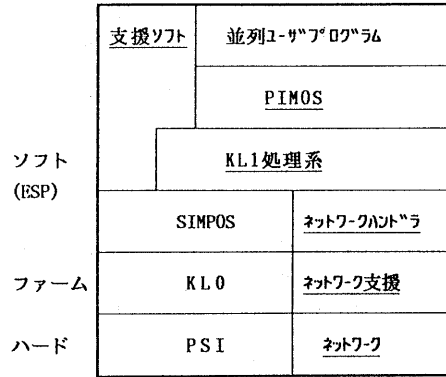 支援ソフト
並列ユーザプログラム
PIMOS
KL1処理系
ソフト
(ESP)
SIMPOS
ネットワークハンドラ
ファーム
KL0
ネットワーク支援
ハード
PSI
ネットワーク